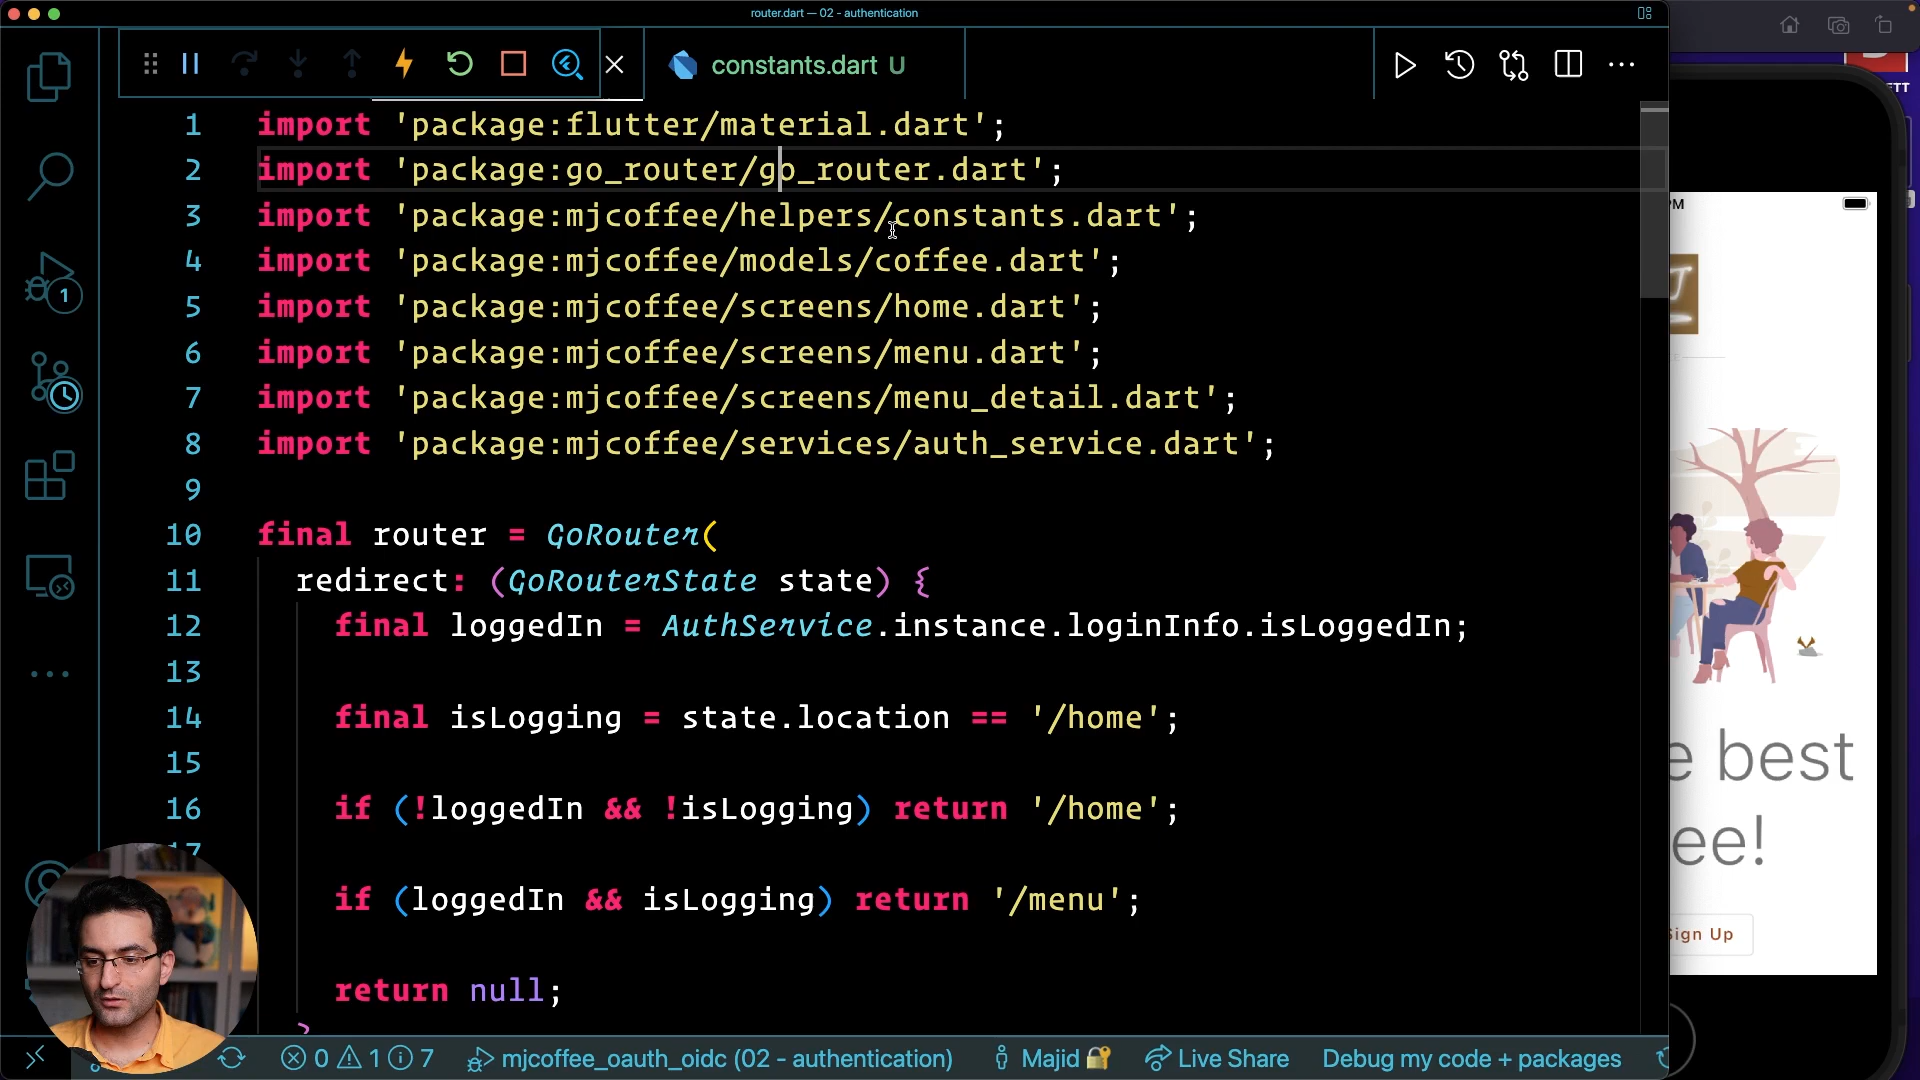 router.dart — 02 - authentication
constants.dart U
1 import 'package:flutter/material.dart';
2 import 'package:go_router/go_router.dart';
3 import 'package:mjcoffee/helpers/constants.dart';
4 import 'package:mjcoffee/models/coffee.dart';
5 import 'package:mjcoffee/screens/home.dart';
6 import 'package:mjcoffee/screens/menu.dart';
7 import 'package:mjcoffee/screens/menu_detail.dart';
8 import 'package:mjcoffee/services/auth_service.dart';
9
10 final router = GoRouter(
11 redirect: (GoRouterState state) {
12 final loggedIn = AuthService.instance.loginInfo.isLoggedIn;
13
14 final isLogging = state.location == '/home';
15
16 if (!loggedIn && !isLogging) return '/home';
17
if (loggedIn && isLogging) return '/menu';
return null;
1
best
ee!
Sign Up
0 1 7 mjcoffee_oauth_oidc (02 - authentication) Majid 🔐 Live Share Debug my code + packages